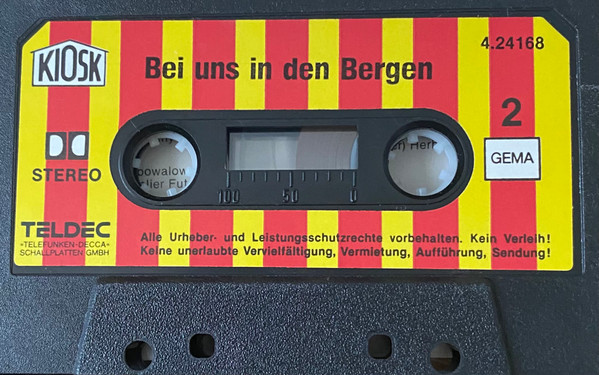 KIOSK
Bei uns in den Bergen
4.24168
2
GEMA
STEREO
100 50 0
TELDEC
»TELEFUNKEN-DECCA«
SCHALLPLATTEN GMBH
Alle Urheber- und Leistungsschutzrechte vorbehalten. Kein Verleih!
Keine unerlaubte Vervielfältigung, Vermietung, Aufführung, Sendung!